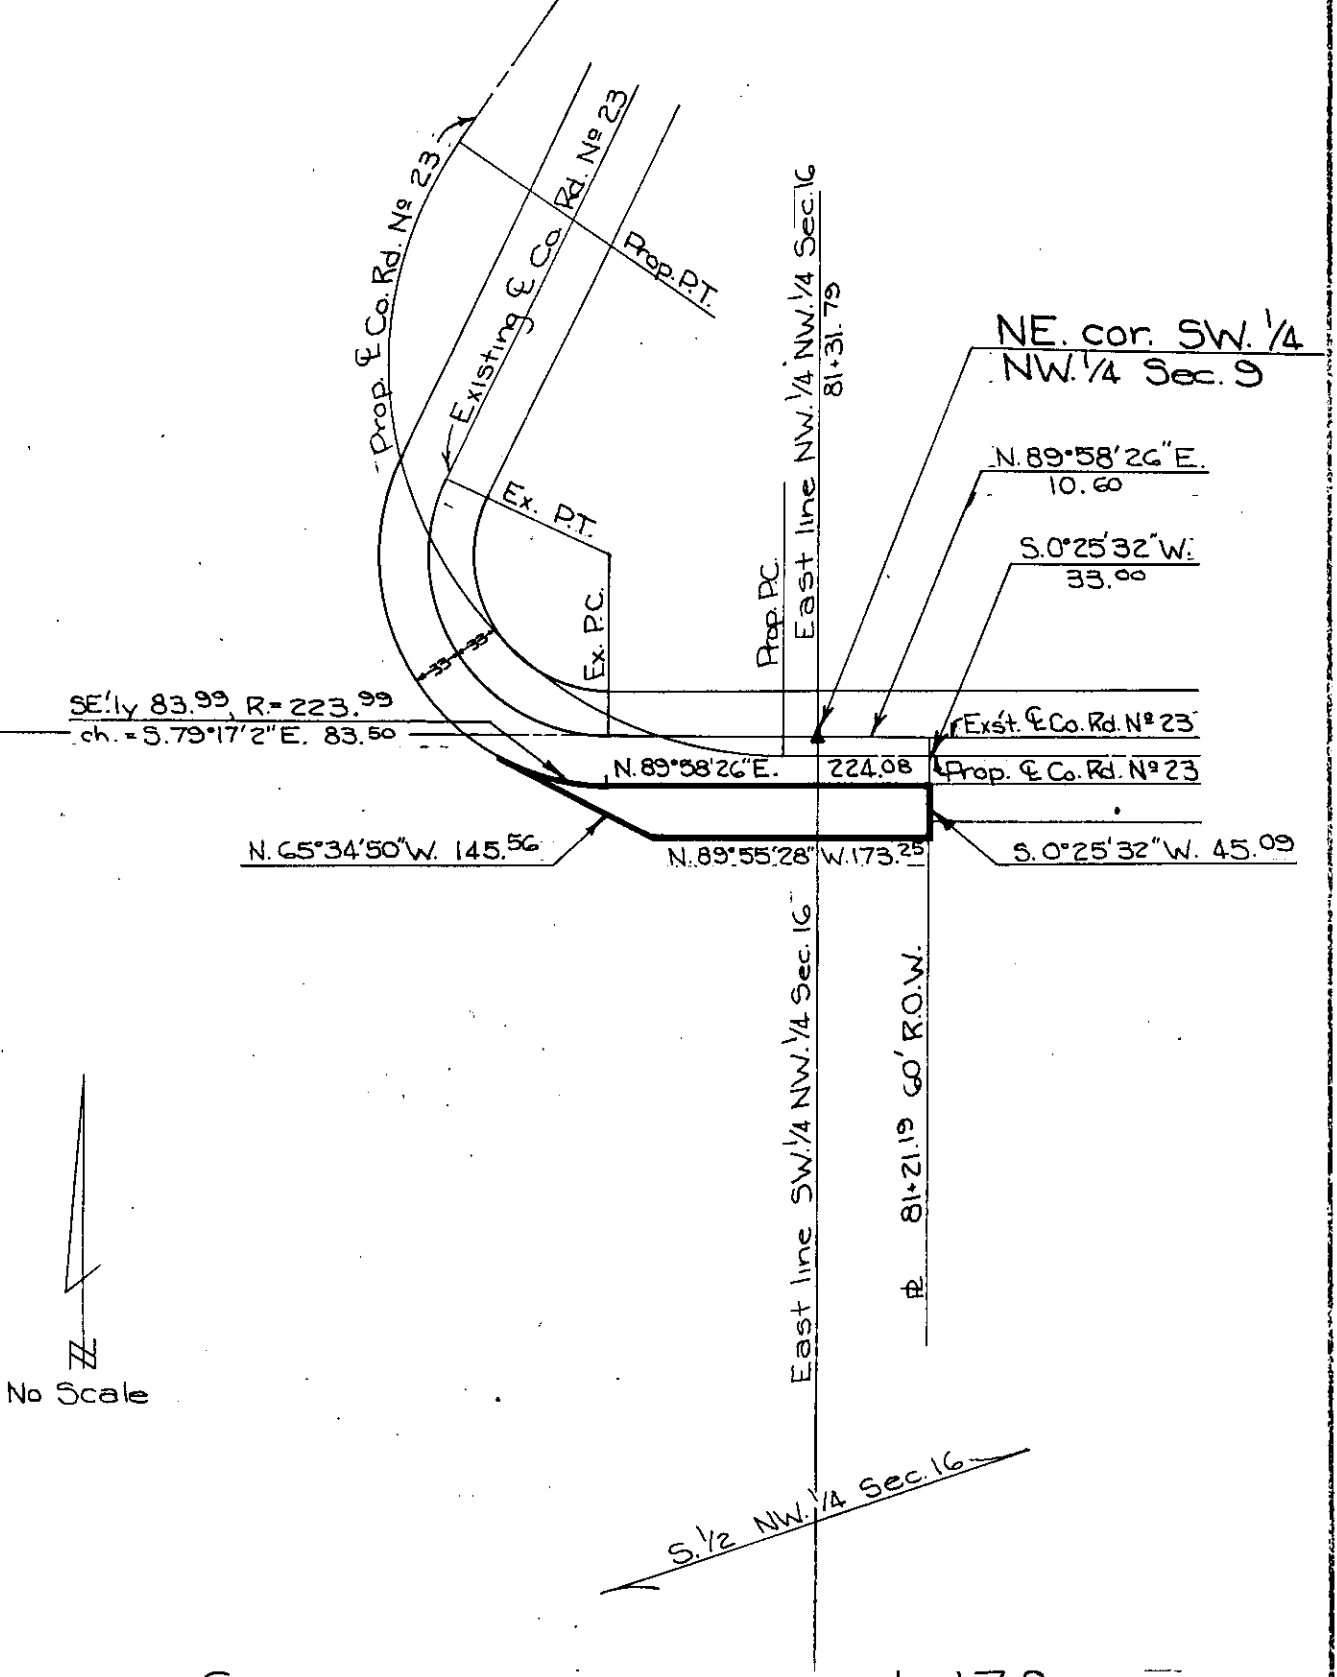 Prop. ℄ Co. Rd. Nº 23
Existing ℄ Co. Rd. Nº 23
Prop. P.T.
East line NW.1/4 NW.1/4 Sec.16
81+31.79
NE. cor. SW. 1/4
NW.1/4 Sec. 9
N.89°58'26"E.
10.60
S.0°25'32"W.
33.00
Ex. P.T.
Ex. P.C.
Prop. P.C.
33 33
SE'ly 83.99, R.= 223.99
ch. = S.79°17'2"E. 83.50
Exst. ℄ Co. Rd. Nº 23
N.89°58'26"E. 224.08
Prop. ℄ Co. Rd. Nº 23
N.65°34'50"W. 145.56
N.89°55'28"W. 173.25
S.0°25'32"W. 45.09
East line SW.1/4 NW.1/4 Sec. 16
⅊ 81+21.19 60' R.O.W.
No Scale
S.1/2 NW.1/4 Sec.16